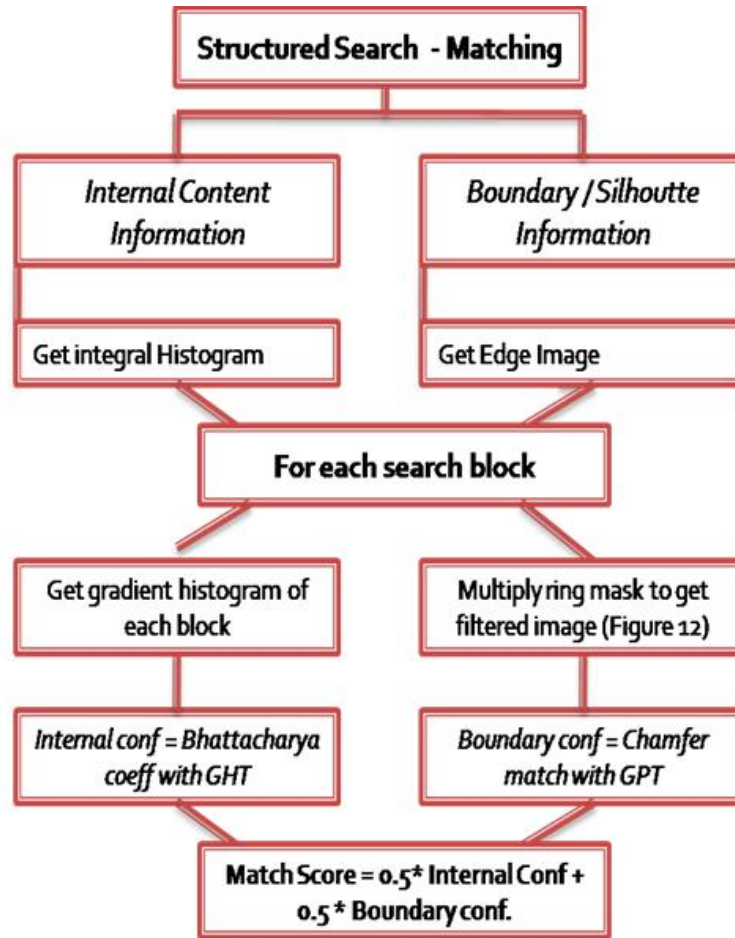 Structured Search - Matching
Internal Content
Information
Boundary / Silhoutte
Information
Get integral Histogram
Get Edge Image
For each search block
Get gradient histogram of
each block
Multiply ring mask to get
filtered image (Figure 12)
Internal conf = Bhattacharya
coeff with GHT
Boundary conf = Chamfer
match with GPT
Match Score = 0.5* Internal Conf +
0.5 * Boundary conf.